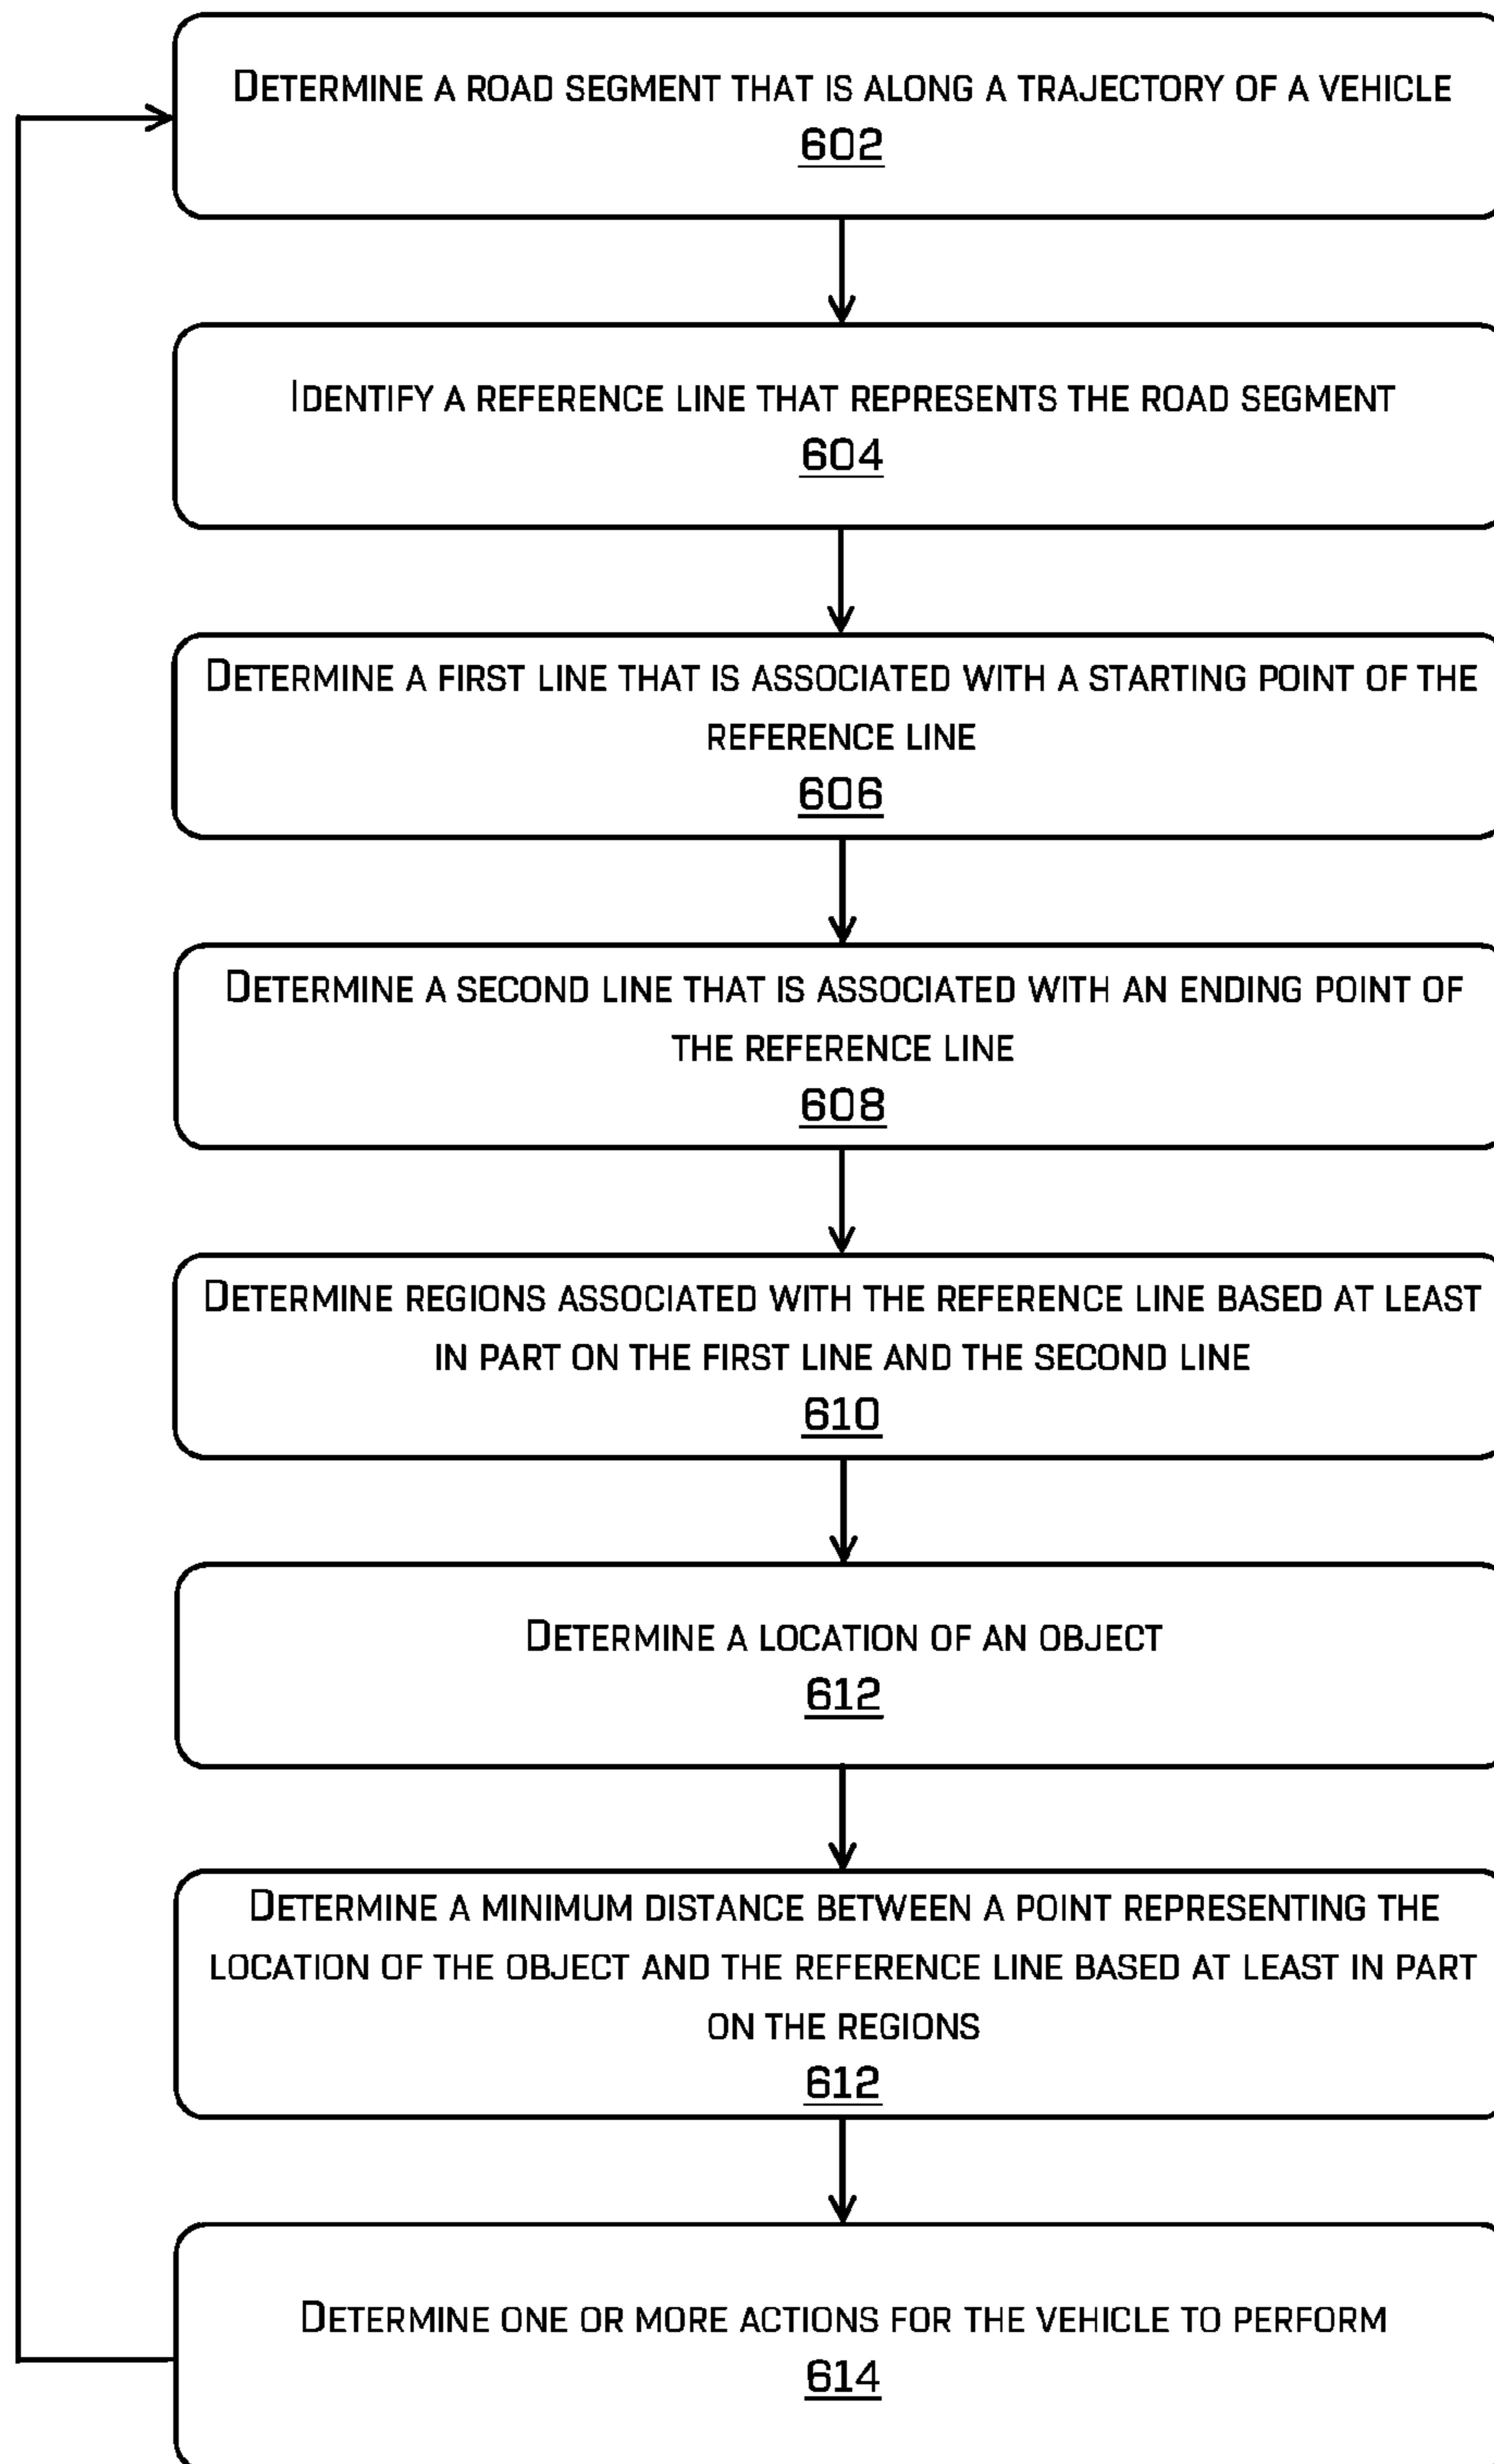 Determine a road segment that is along a trajectory of a vehicle
602
Identify a reference line that represents the road segment
604
Determine a first line that is associated with a starting point of the
reference line
606
Determine a second line that is associated with an ending point of
the reference line
608
Determine regions associated with the reference line based at least
in part on the first line and the second line
610
Determine a location of an object
612
Determine a minimum distance between a point representing the
location of the object and the reference line based at least in part
on the regions
612
Determine one or more actions for the vehicle to perform
614